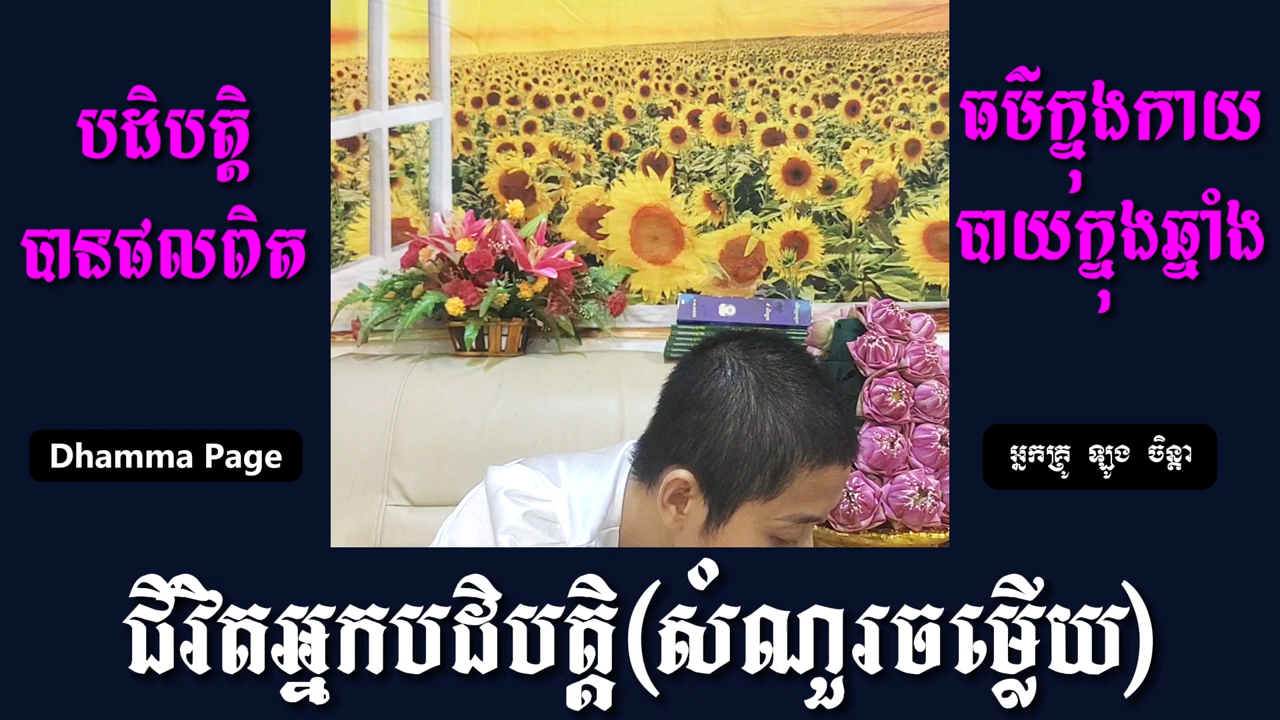 បដិបត្តិ
បានផលពិត
ធម៌ក្នុងកាយ
បាយក្នុងឆ្នាំង
Dhamma Page
អ្នកគ្រូ ឡុង ចិន្តា
ជីវិតអ្នកបដិបត្តិ(សំណួរចម្លើយ)